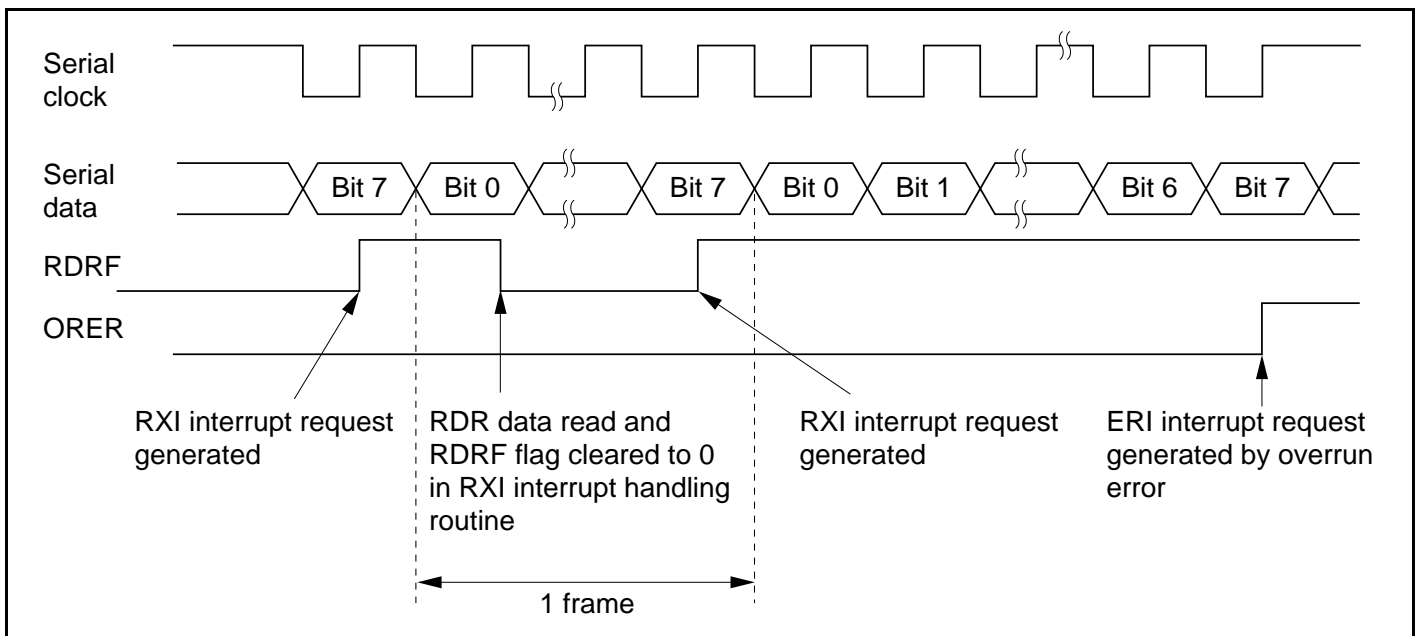 Serial
clock
Serial
data
Bit 7
Bit 0
Bit 7
Bit 0
Bit 1
Bit 6
Bit 7
RDRF
ORER
RXI interrupt request
generated
RDR data read and
RDRF flag cleared to 0
in RXI interrupt handling
routine
RXI interrupt request
generated
ERI interrupt request
generated by overrun
error
1 frame